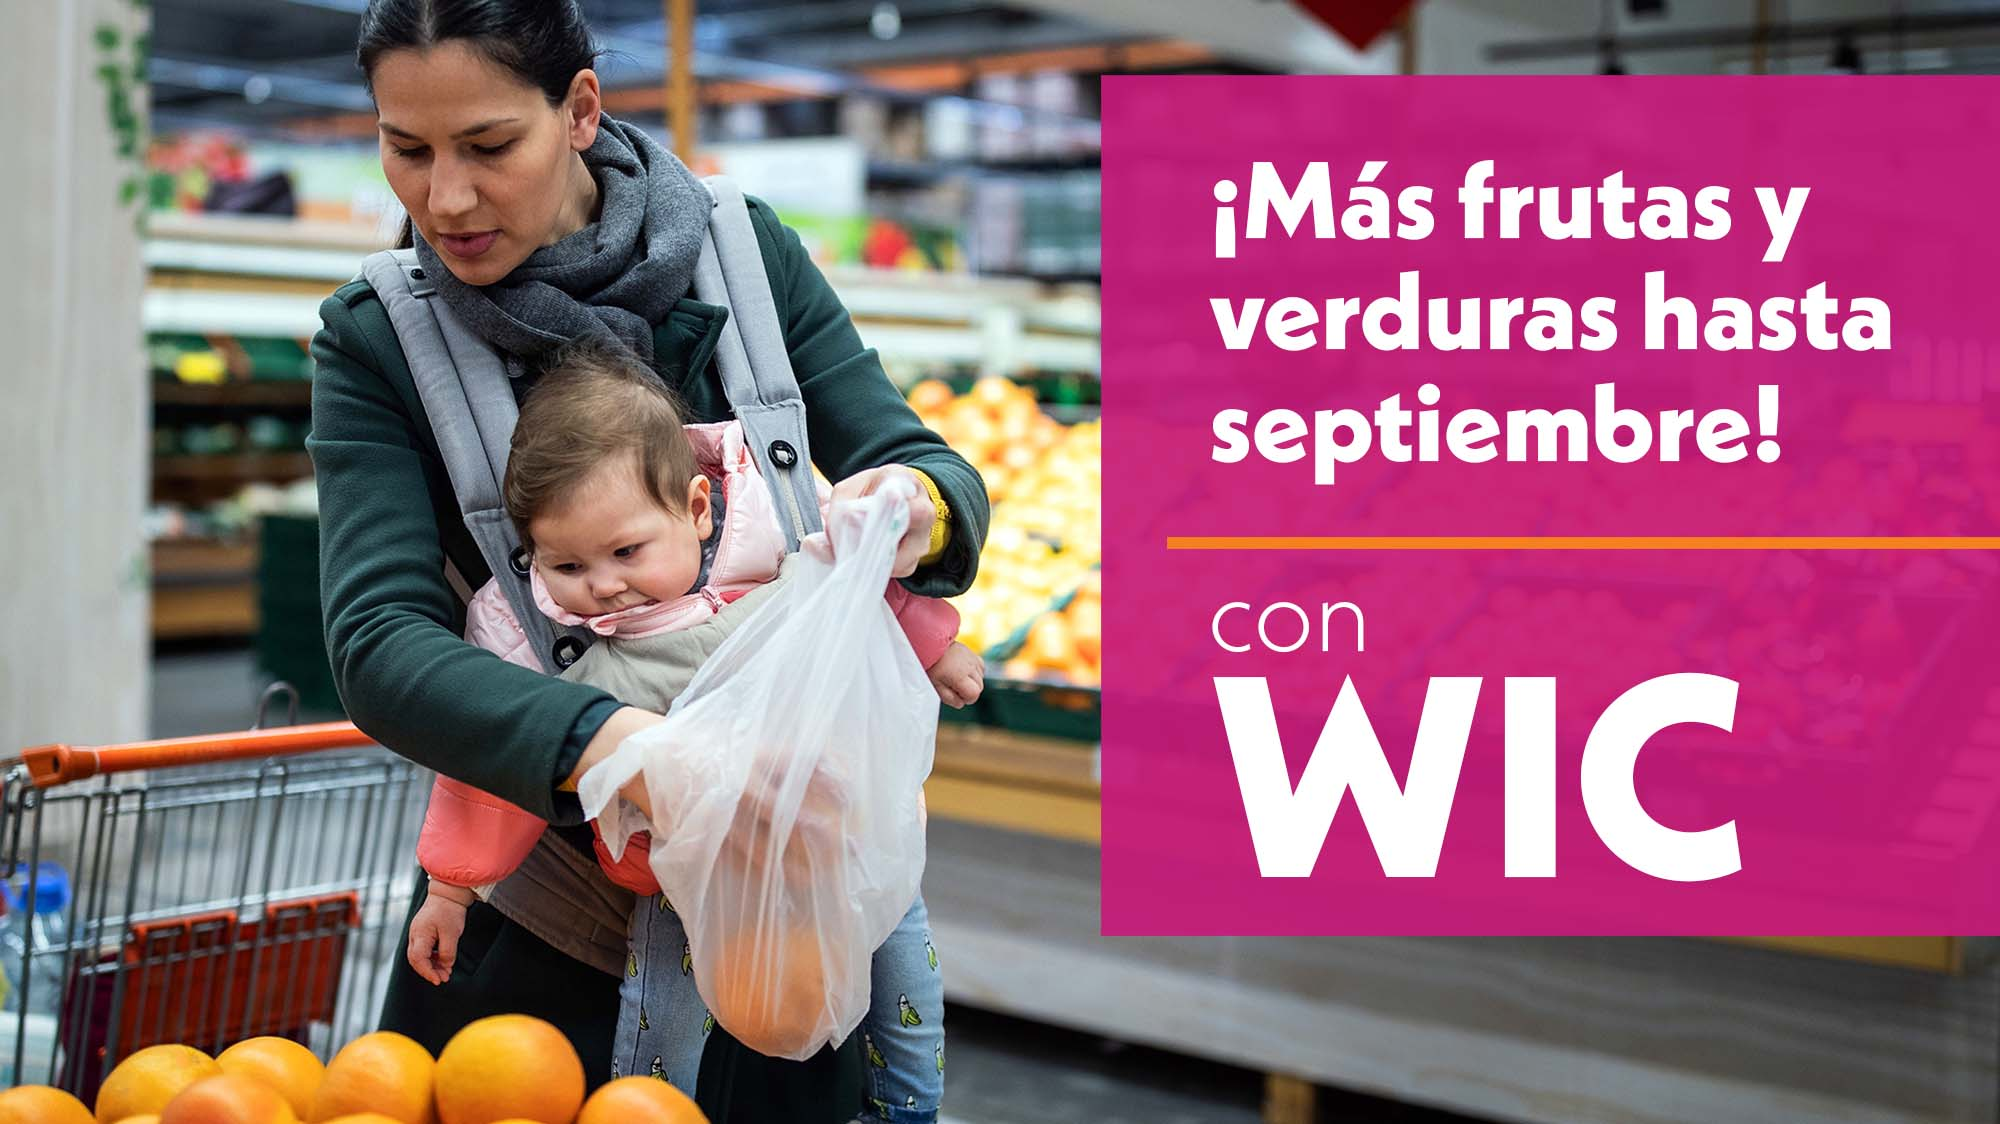 ¡Más frutas y
verduras hasta
septiembre!
con
WIC